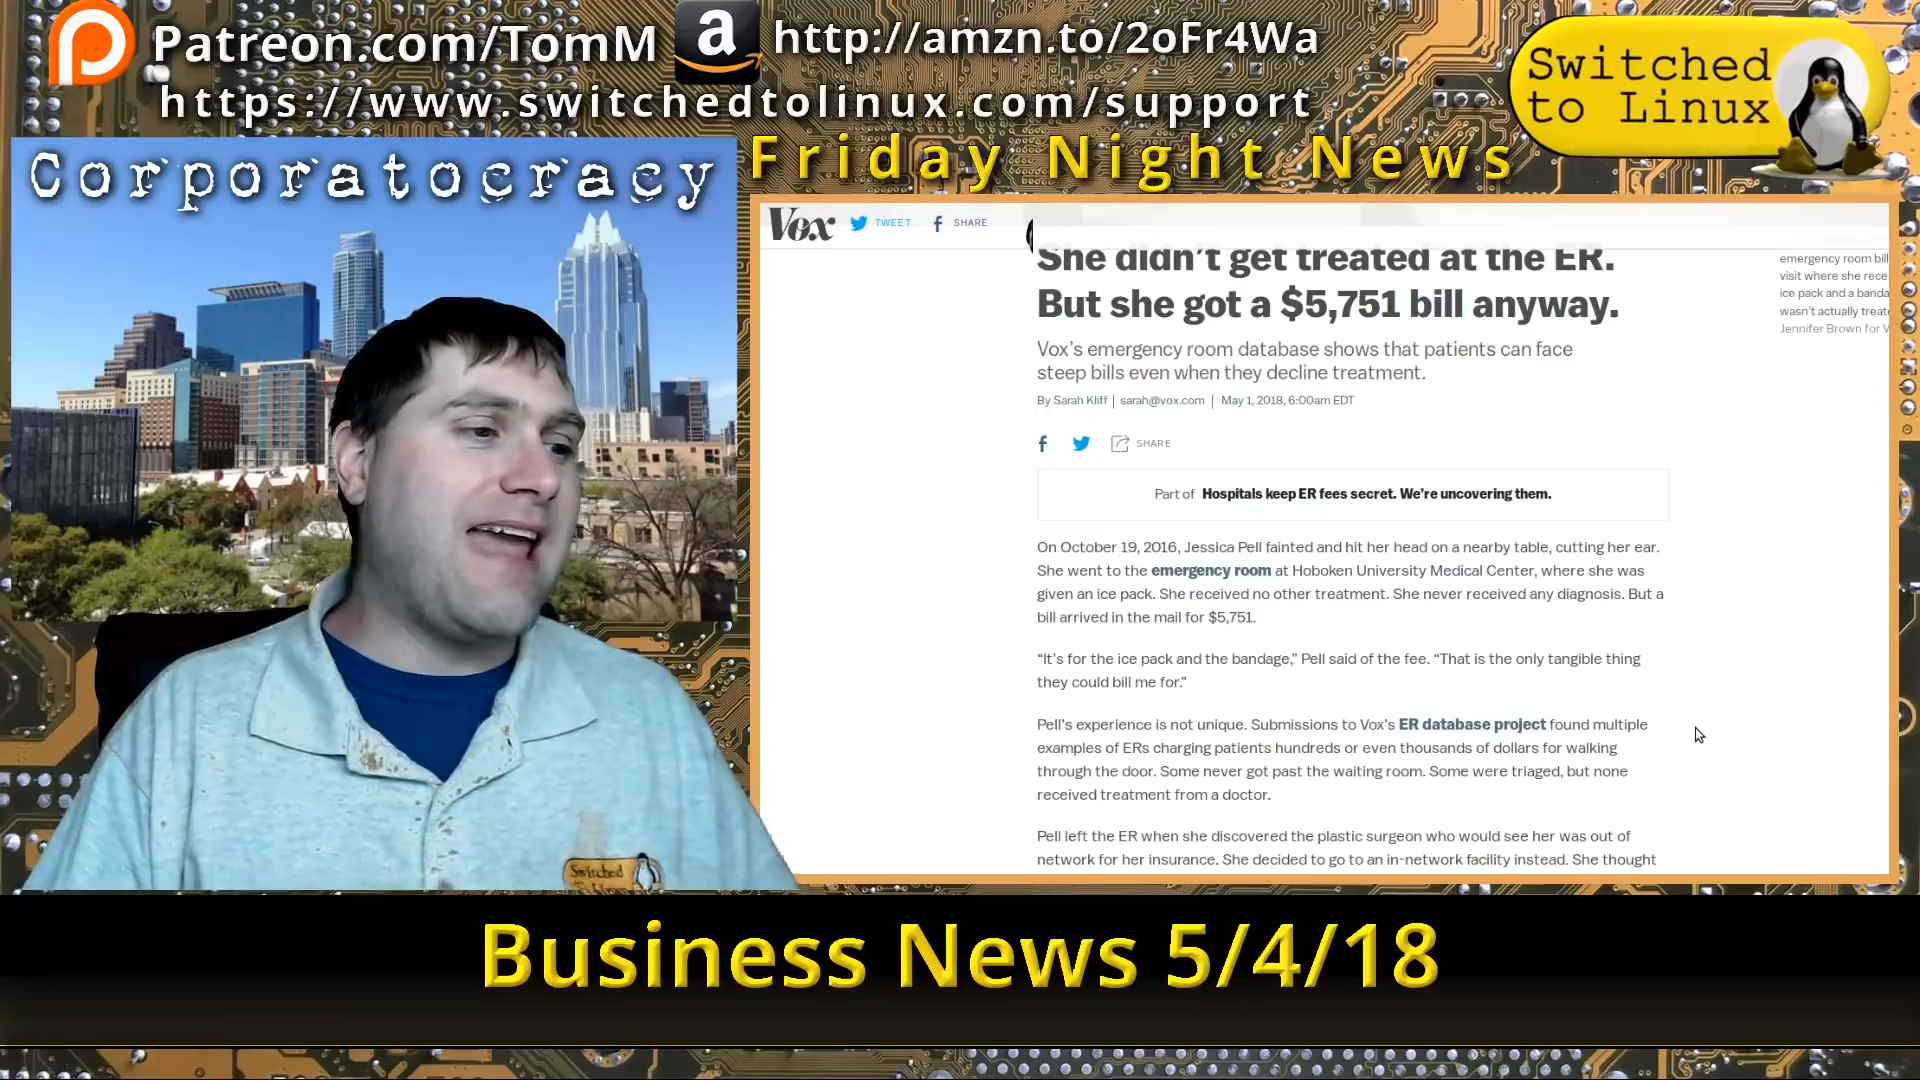 Patreon.com/TomM
a
http://amzn.to/2oFr4Wa
https://www.switchedtolinux.com/support
Switched
to Linux
Corporatocracy
Friday Night News
Vox
TWEET
SHARE
She didn't get treated at the ER.
But she got a $5,751 bill anyway.
Vox's emergency room database shows that patients can face
steep bills even when they decline treatment.
By Sarah Kliff | sarah@vox.com | May 1, 2018, 6:00am EDT
SHARE
Part of Hospitals keep ER fees secret. We're uncovering them.
On October 19, 2016, Jessica Pell fainted and hit her head on a nearby table, cutting her ear.
She went to the emergency room at Hoboken University Medical Center, where she was
given an ice pack. She received no other treatment. She never received any diagnosis. But a
bill arrived in the mail for $5,751.
“It's for the ice pack and the bandage,” Pell said of the fee. “That is the only tangible thing
they could bill me for.”
Pell's experience is not unique. Submissions to Vox's ER database project found multiple
examples of ERs charging patients hundreds or even thousands of dollars for walking
through the door. Some never got past the waiting room. Some were triaged, but none
received treatment from a doctor.
Pell left the ER when she discovered the plastic surgeon who would see her was out of
network for her insurance. She decided to go to an in-network facility instead. She thought
emergency room bill
visit where she rece
ice pack and a banda
wasn't actually treat
Jennifer Brown for V
Switched
Business News 5/4/18